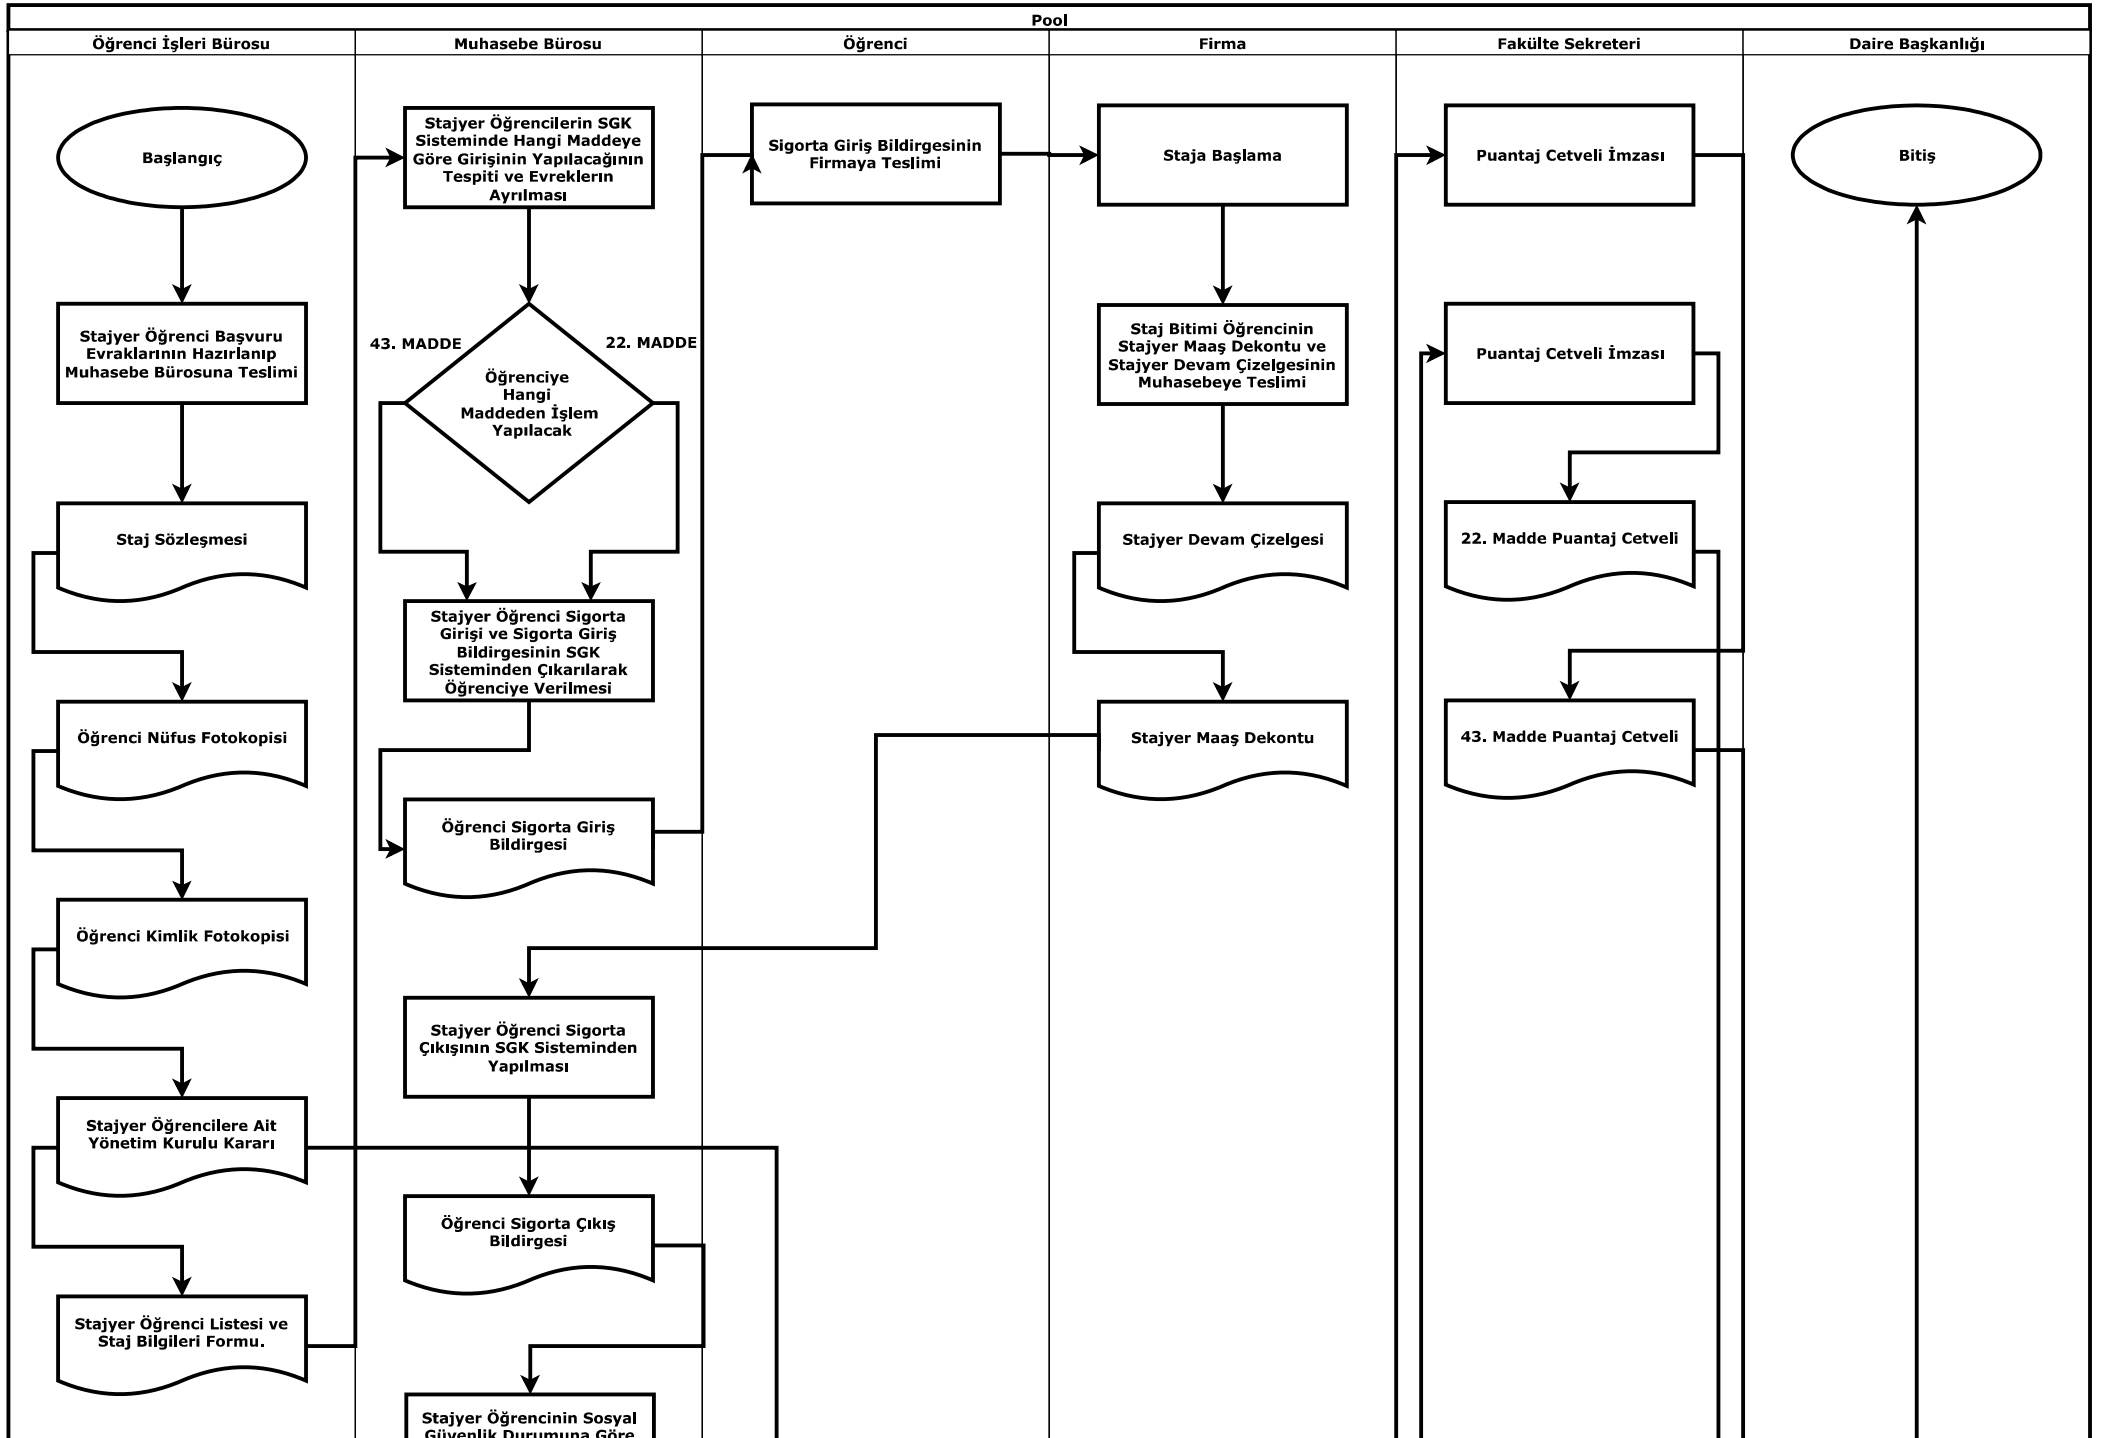 Pool
Öğrenci İşleri Bürosu
Muhasebe Bürosu
Öğrenci
Firma
Fakülte Sekreteri
Daire Başkanlığı
Başlangıç
Stajyer Öğrenci Başvuru
Evraklarının Hazırlanıp
Muhasebe Bürosuna Teslimi
Staj Sözleşmesi
Öğrenci Nüfus Fotokopisi
Öğrenci Kimlik Fotokopisi
Stajyer Öğrencilere Ait
Yönetim Kurulu Kararı
Stajyer Öğrenci Listesi ve
Staj Bilgileri Formu.
Stajyer Öğrencilerin SGK
Sisteminde Hangi Maddeye
Göre Girişinin Yapılacağının
Tespiti ve Evreklerın
Ayrılması
43. MADDE
22. MADDE
Öğrenciye
Hangi
Maddeden İşlem
Yapılacak
Stajyer Öğrenci Sigorta
Girişi ve Sigorta Giriş
Bildirgesinin SGK
Sisteminden Çıkarılarak
Öğrenciye Verilmesi
Öğrenci Sigorta Giriş
Bildirgesi
Stajyer Öğrenci Sigorta
Çıkışının SGK Sisteminden
Yapılması
Öğrenci Sigorta Çıkış
Bildirgesi
Stajyer Öğrencinin Sosyal
Güvenlik Durumuna Göre
Sigorta Giriş Bildirgesinin
Firmaya Teslimi
Staja Başlama
Staj Bitimi Öğrencinin
Stajyer Maaş Dekontu ve
Stajyer Devam Çizelgesinin
Muhasebeye Teslimi
Stajyer Devam Çizelgesi
Stajyer Maaş Dekontu
Puantaj Cetveli İmzası
Puantaj Cetveli İmzası
22. Madde Puantaj Cetveli
43. Madde Puantaj Cetveli
Bitiş